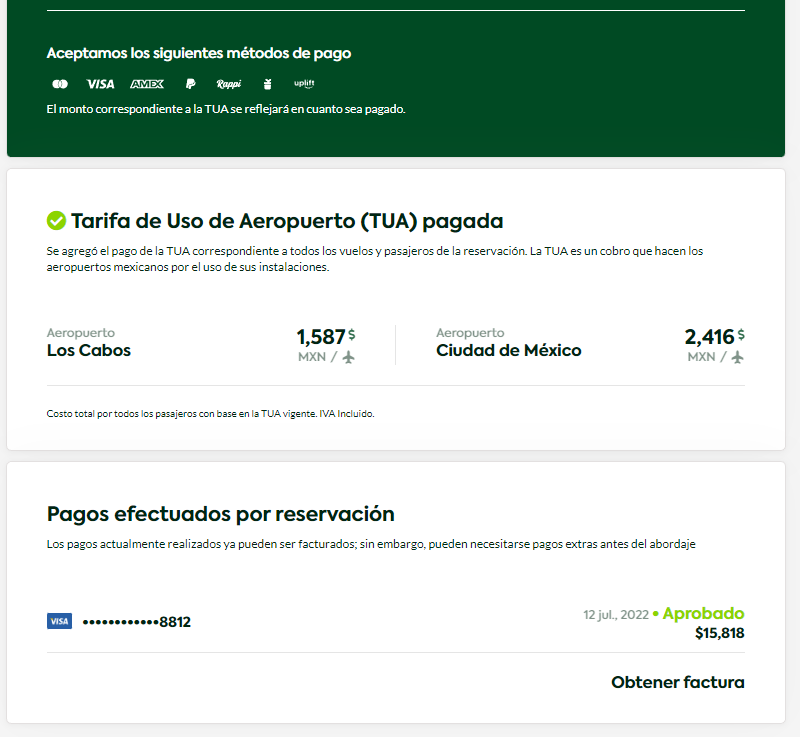 Aceptamos los siguientes métodos de pago
VISA AMEX Rappi uplift
El monto correspondiente a la TUA se reflejará en cuanto sea pagado.
Tarifa de Uso de Aeropuerto (TUA) pagada
Se agregó el pago de la TUA correspondiente a todos los vuelos y pasajeros de la reservación. La TUA es un cobro que hacen los
aeropuertos mexicanos por el uso de sus instalaciones.
Aeropuerto
Los Cabos
1,587 $
MXN /
Aeropuerto
Ciudad de México
2,416 $
MXN /
Costo total por todos los pasajeros con base en la TUA vigente. IVA Incluido.
Pagos efectuados por reservación
Los pagos actualmente realizados ya pueden ser facturados; sin embargo, pueden necesitarse pagos extras antes del abordaje
VISA ••••••••••••8812
12 jul., 2022 • Aprobado
$15,818
Obtener factura